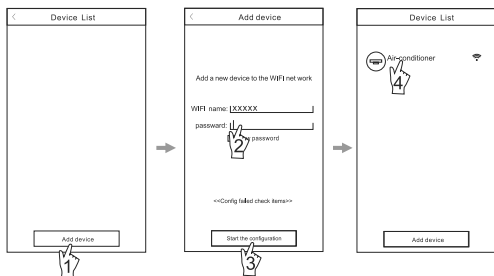 Device List
Add device
1
Add device
Add a new device to the WIFI net work
WIFI name: XXXXX
passward:
2
password
<<Config failed check items>>
Start the configuration
3
Device List
Air-conditioner
4
Add device